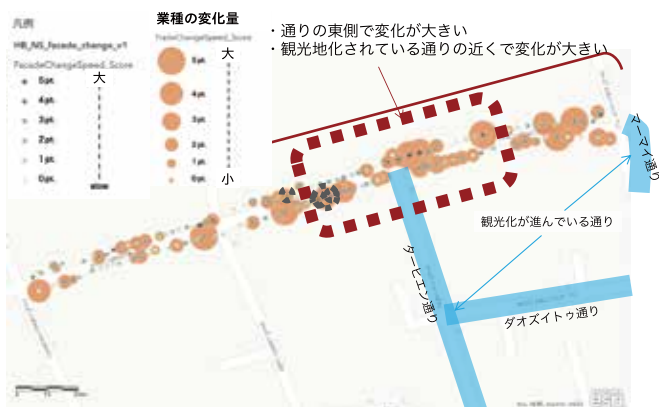 凡例
HB_NS_facade_change_v1
FacadeChangeSpeed_Score
5pt.
4pt.
3pt.
2pt.
1pt.
0pt.
大
業種の変化量
TradeChangeSpeed_Score
大
5pt.
4pt.
3pt.
2pt.
1pt.
0pt.
小
・通りの東側で変化が大きい
・観光地化されている通りの近くで変化が大きい
マーマイ通り
観光化が進んでいる通り
ターヒエン通り
ダオズイトゥ通り